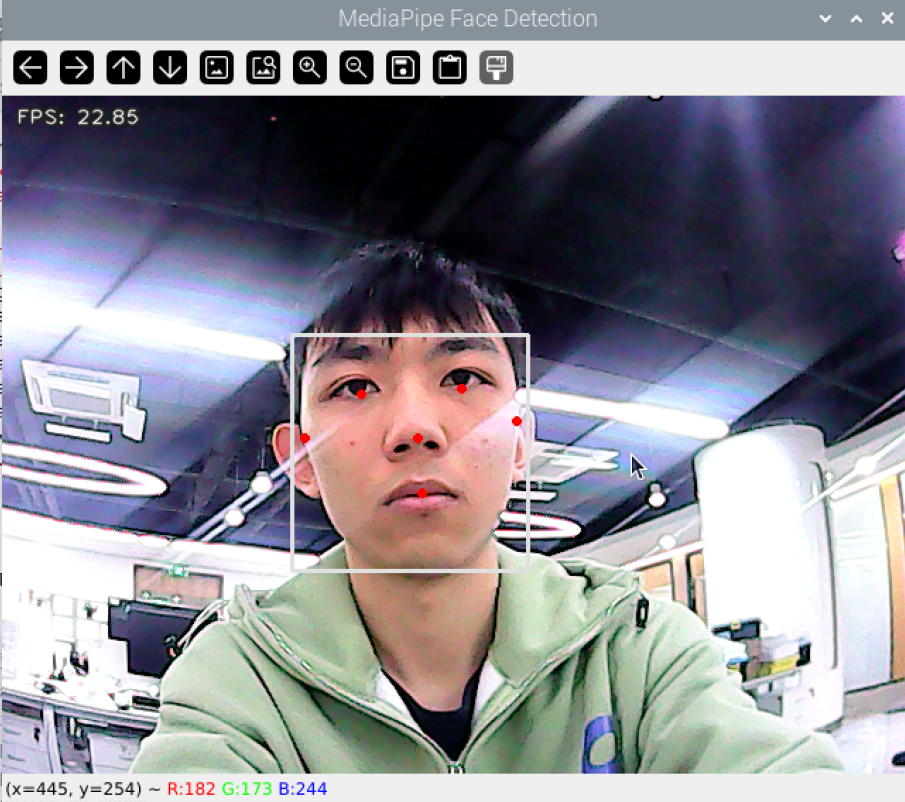 MediaPipe Face Detection
FPS: 22.85
(x=445, y=254) ~ R:182 G:173 B:244